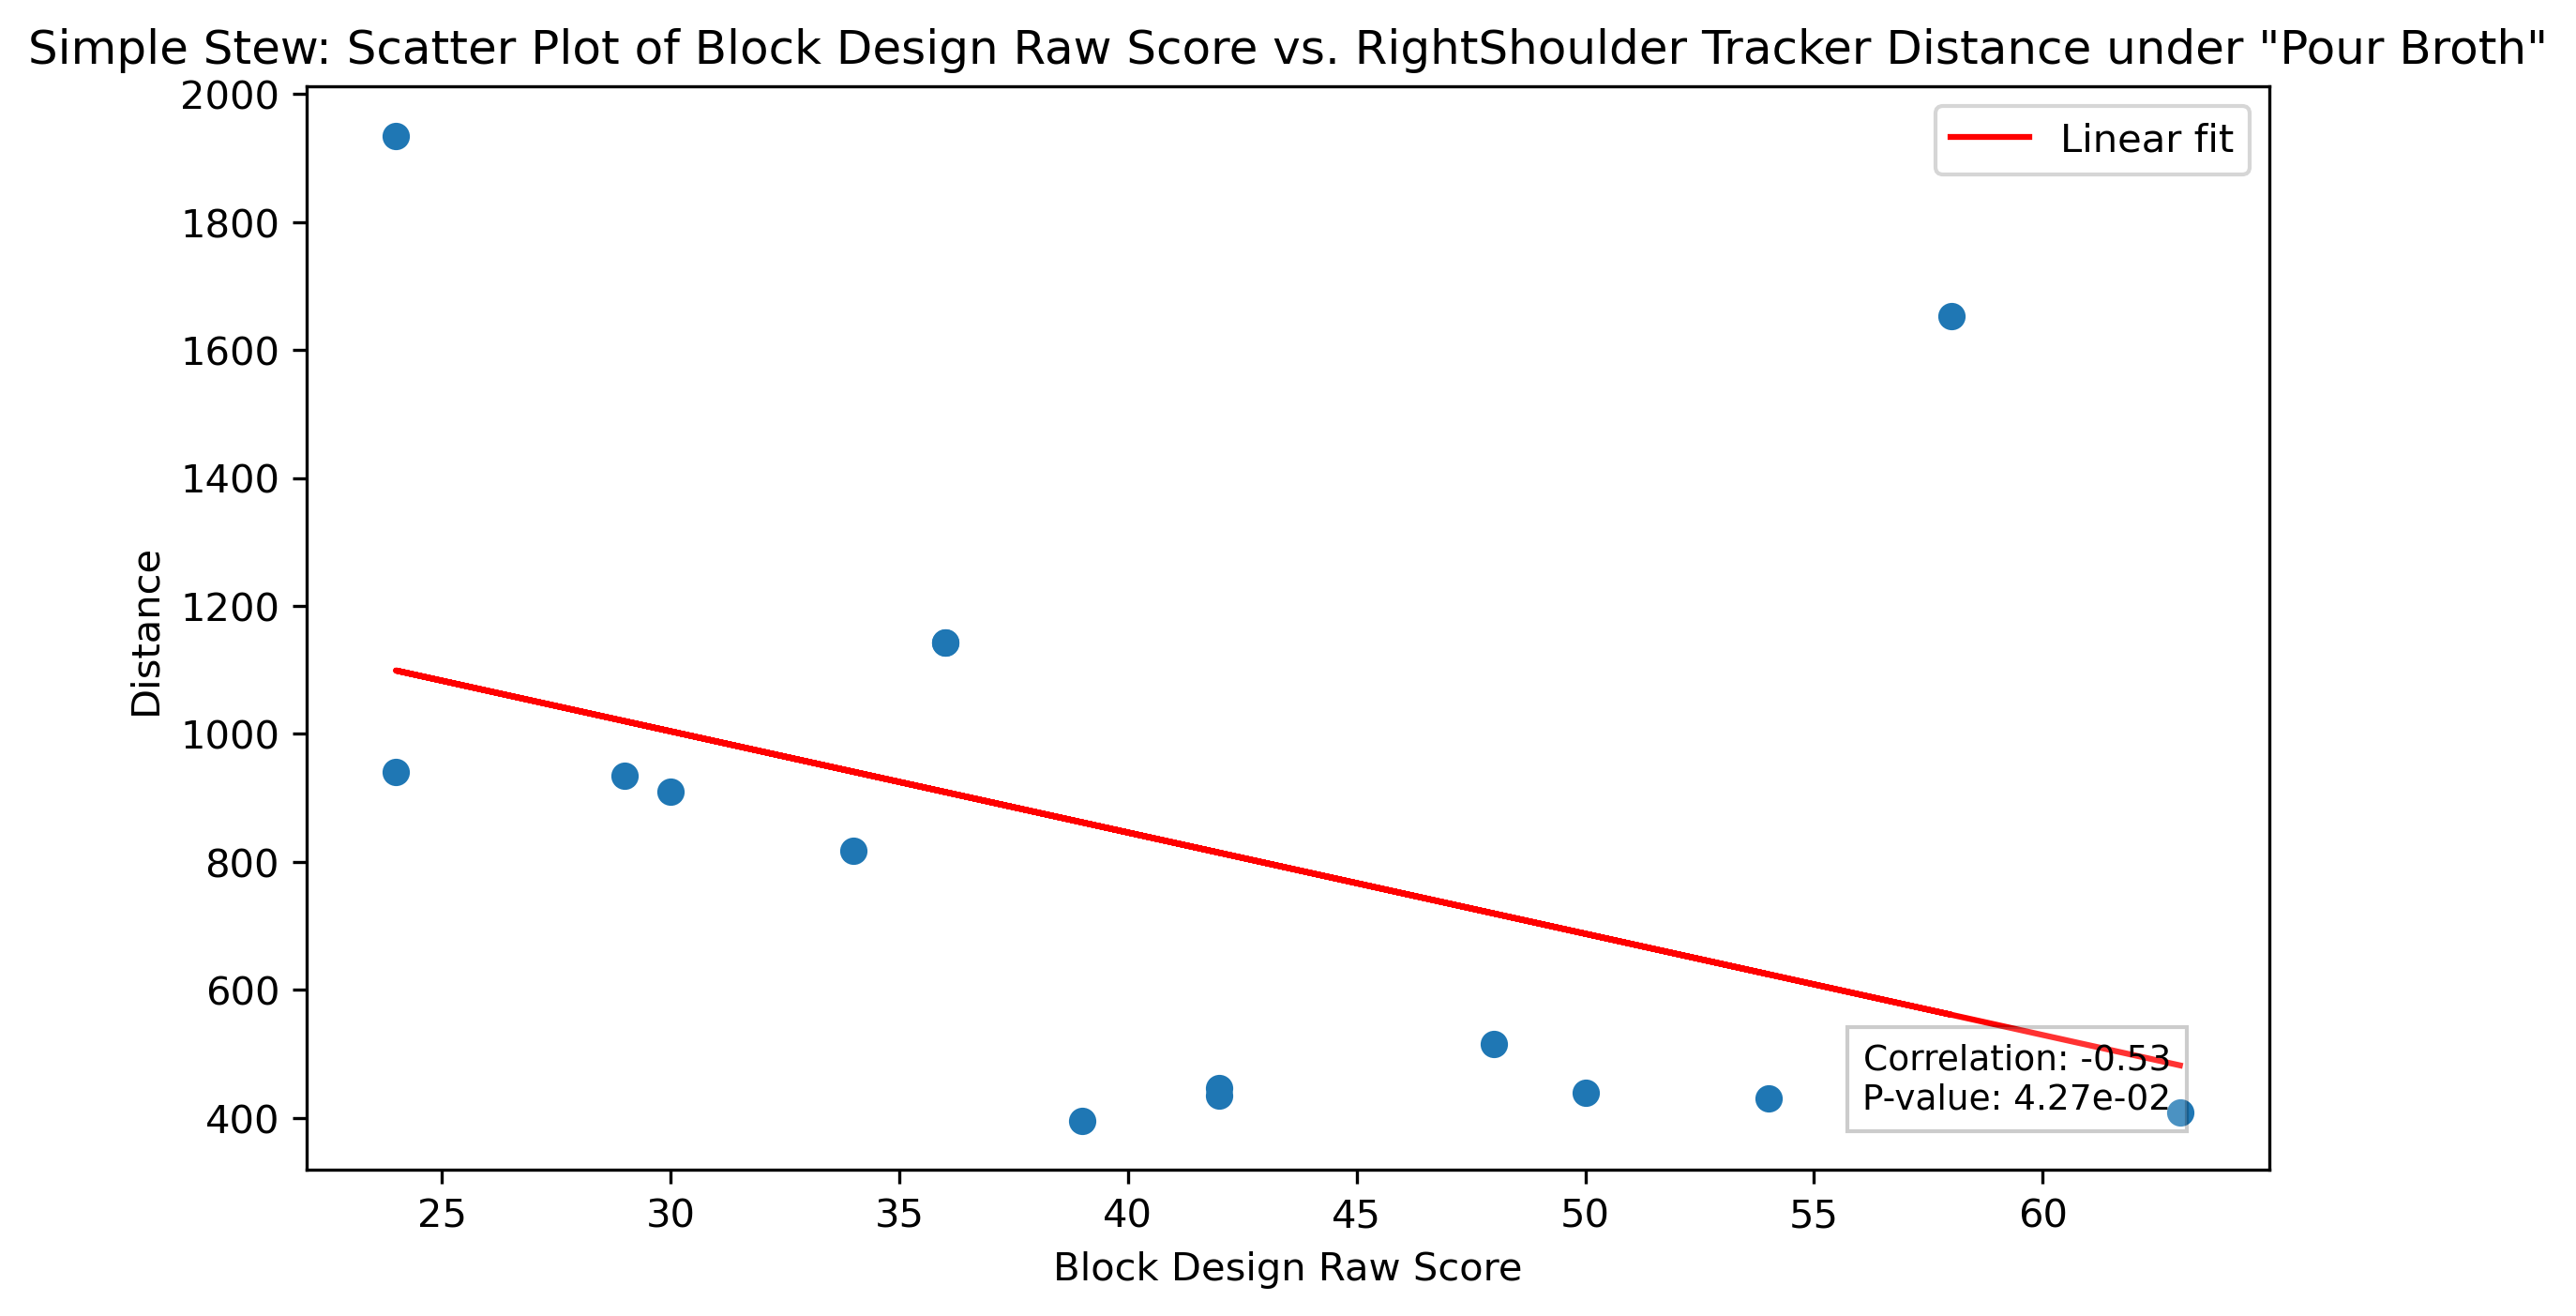 Simple Stew: Scatter Plot of Block Design Raw Score vs. RightShoulder Tracker Distance under "Pour Broth"
Linear fit
2000
1800
1600
1400
1200
1000
800
600
400
Distance
Correlation: -0.53
P-value: 4.27e-02
25 30 35 40 45 50 55 60
Block Design Raw Score